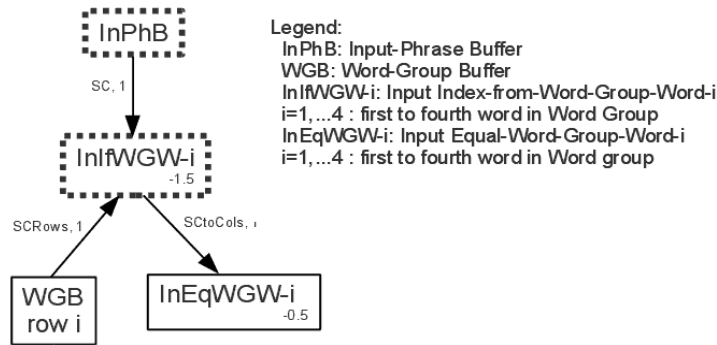 InPhB
SC, 1
InIfWGW-i
-1.5
SCRows, 1
SCtoCols,
WGB
row i
InEqWGW-i
-0.5
Legend:
InPhB: Input-Phrase Buffer
WGB: Word-Group Buffer
InIfWGW-i: Input Index-from-Word-Group-Word-i
i=1,...4 : first to fourth word in Word Group
InEqWGW-i: Input Equal-Word-Group-Word-i
i=1,...4 : first to fourth word in Word group